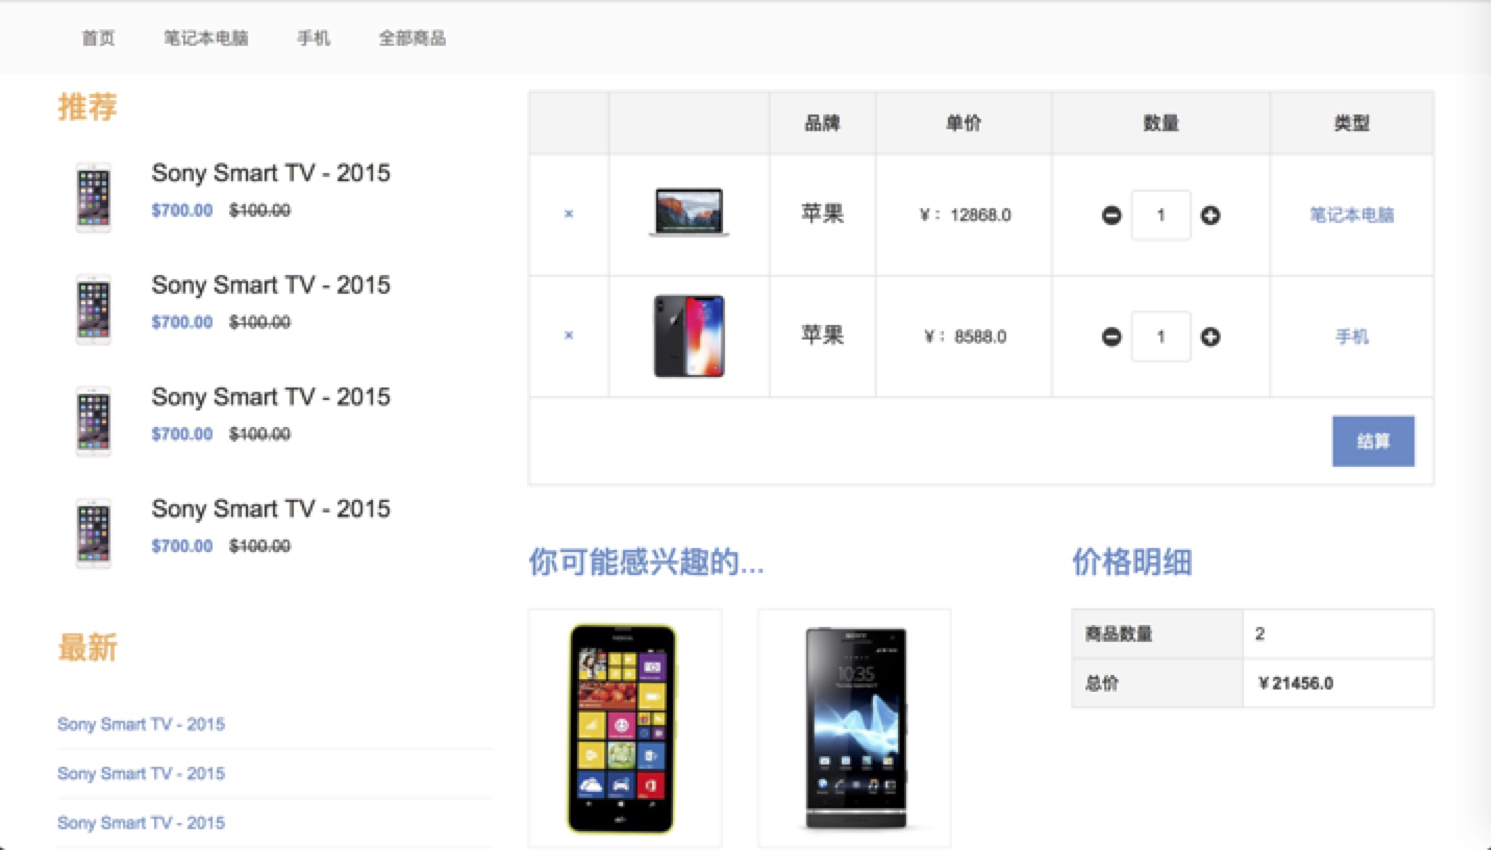 首页 笔记本电脑 手机 全部商品
推荐
Sony Smart TV - 2015
$700.00 $100.00
Sony Smart TV - 2015
$700.00 $100.00
Sony Smart TV - 2015
$700.00 $100.00
Sony Smart TV - 2015
$700.00 $100.00
最新
Sony Smart TV - 2015
Sony Smart TV - 2015
Sony Smart TV - 2015
品牌 单价 数量 类型
× 苹果 ¥：12868.0 1 笔记本电脑
× 苹果 ¥：8588.0 1 手机
结算
你可能感兴趣的...
NOKIA
SONY
10:35
价格明细
商品数量 2
总价 ¥21456.0